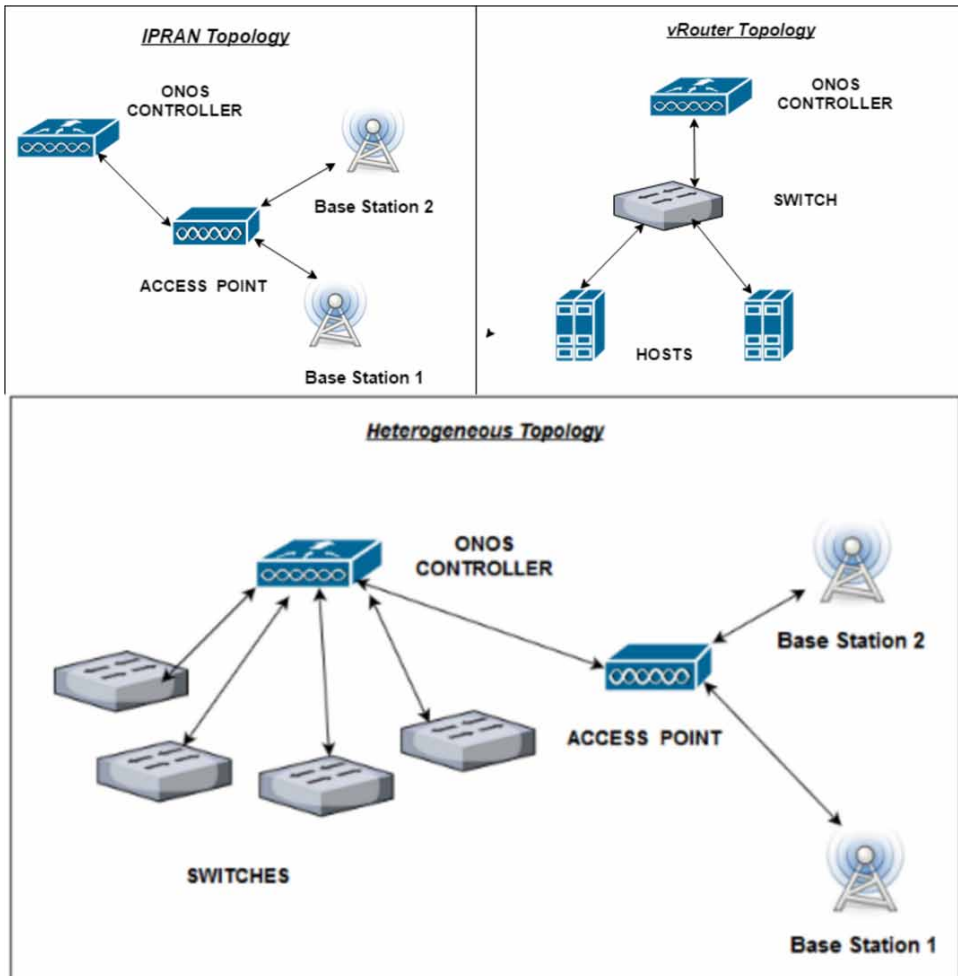 IPRAN Topology
ONOS
CONTROLLER
Base Station 2
ACCESS POINT
Base Station 1
vRouter Topology
ONOS
CONTROLLER
SWITCH
HOSTS
Heterogeneous Topology
ONOS
CONTROLLER
Base Station 2
ACCESS POINT
SWITCHES
Base Station 1